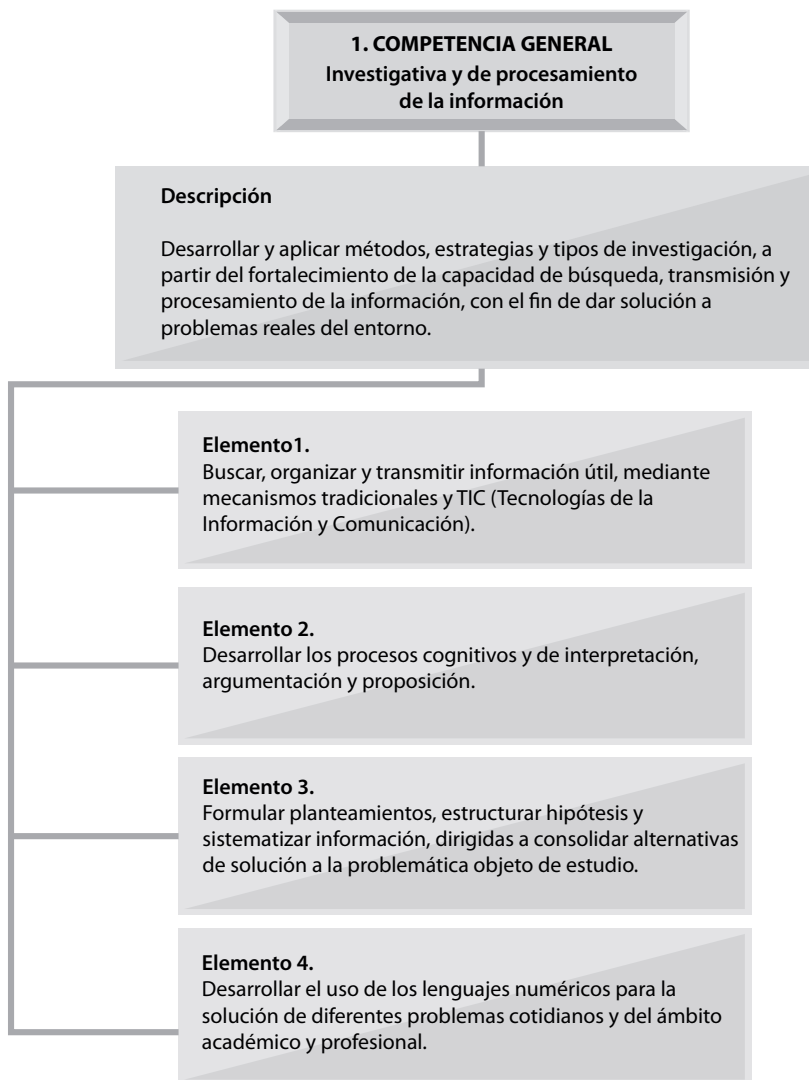 1. COMPETENCIA GENERAL
Investigativa y de procesamiento
de la información
Descripción
Desarrollar y aplicar métodos, estrategias y tipos de investigación, a
partir del fortalecimiento de la capacidad de búsqueda, transmisión y
procesamiento de la información, con el fin de dar solución a
problemas reales del entorno.
Elemento1.
Buscar, organizar y transmitir información útil, mediante
mecanismos tradicionales y TIC (Tecnologías de la
Información y Comunicación).
Elemento 2.
Desarrollar los procesos cognitivos y de interpretación,
argumentación y proposición.
Elemento 3.
Formular planteamientos, estructurar hipótesis y
sistematizar información, dirigidas a consolidar alternativas
de solución a la problemática objeto de estudio.
Elemento 4.
Desarrollar el uso de los lenguajes numéricos para la
solución de diferentes problemas cotidianos y del ámbito
académico y profesional.